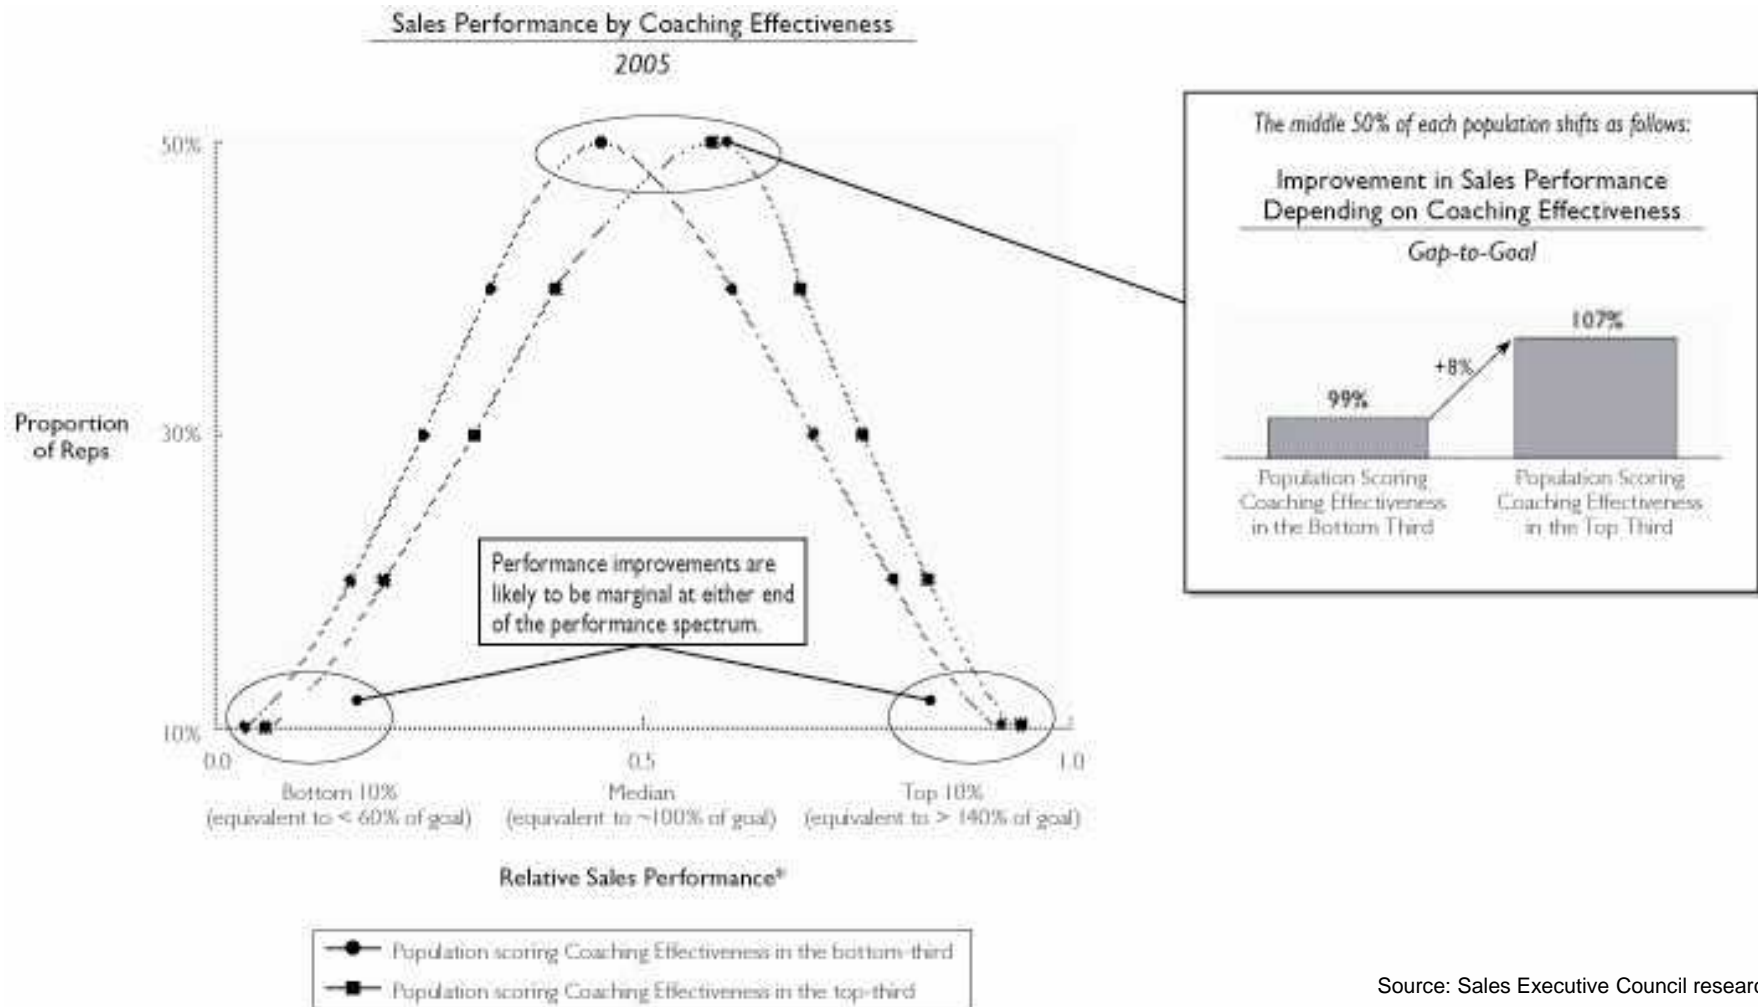 Sales Performance by Coaching Effectiveness
2005
50%
30%
10%
Proportion
of Reps
0.0
0.5
1.0
Bottom 10%
(equivalent to < 60% of goal)
Median
(equivalent to ~100% of goal)
Top 10%
(equivalent to > 140% of goal)
Relative Sales Performance*
Performance improvements are
likely to be marginal at either end
of the performance spectrum.
Population scoring Coaching Effectiveness in the bottom-third
Population scoring Coaching Effectiveness in the top-third
The middle 50% of each population shifts as follows:
Improvement in Sales Performance
Depending on Coaching Effectiveness
Gap-to-Goal
99%
+8%
107%
Population Scoring
Coaching Effectiveness
in the Bottom Third
Population Scoring
Coaching Effectiveness
in the Top Third
Source: Sales Executive Council